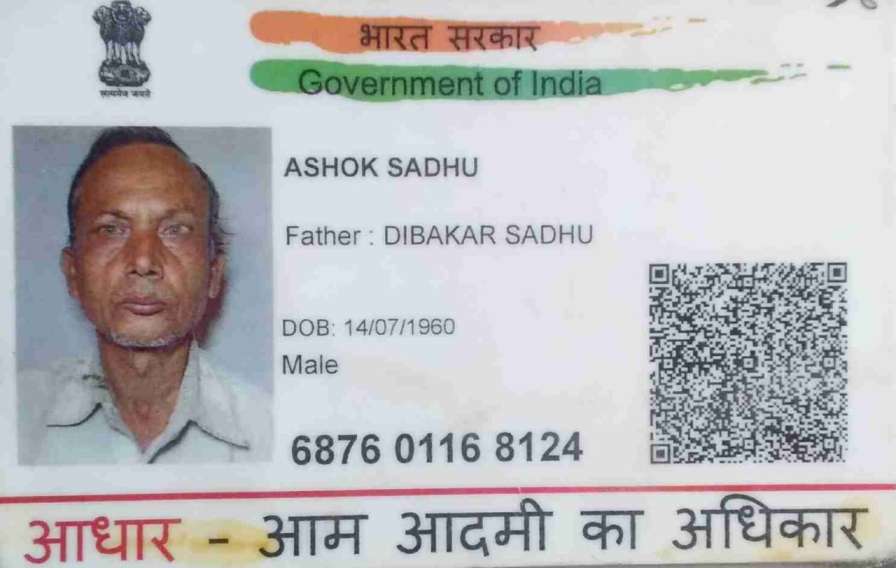 सत्यमेव जयते
भारत सरकार
Government of India
ASHOK SADHU
Father : DIBAKAR SADHU
DOB: 14/07/1960
Male
6876 0116 8124
आधार - आम आदमी का अधिकार